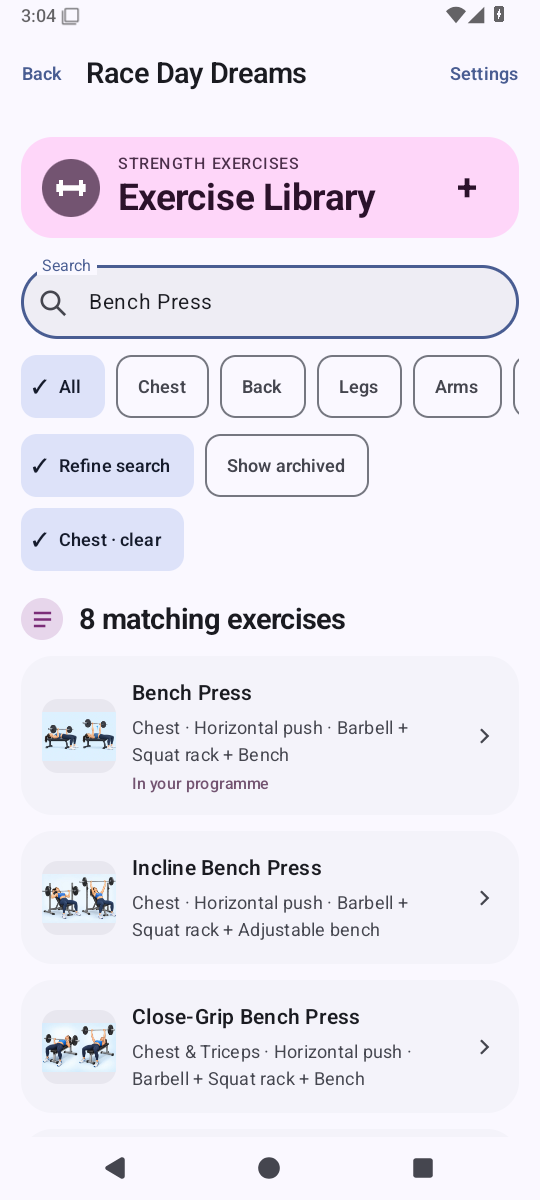 3:04
Back
Race Day Dreams
Settings
STRENGTH EXERCISES
Exercise Library
+
Search
Bench Press
✓ All
Chest
Back
Legs
Arms
✓ Refine search
Show archived
✓ Chest · clear
8 matching exercises
Bench Press
Chest · Horizontal push · Barbell +
Squat rack + Bench
In your programme
Incline Bench Press
Chest · Horizontal push · Barbell +
Squat rack + Adjustable bench
Close-Grip Bench Press
Chest & Triceps · Horizontal push ·
Barbell + Squat rack + Bench